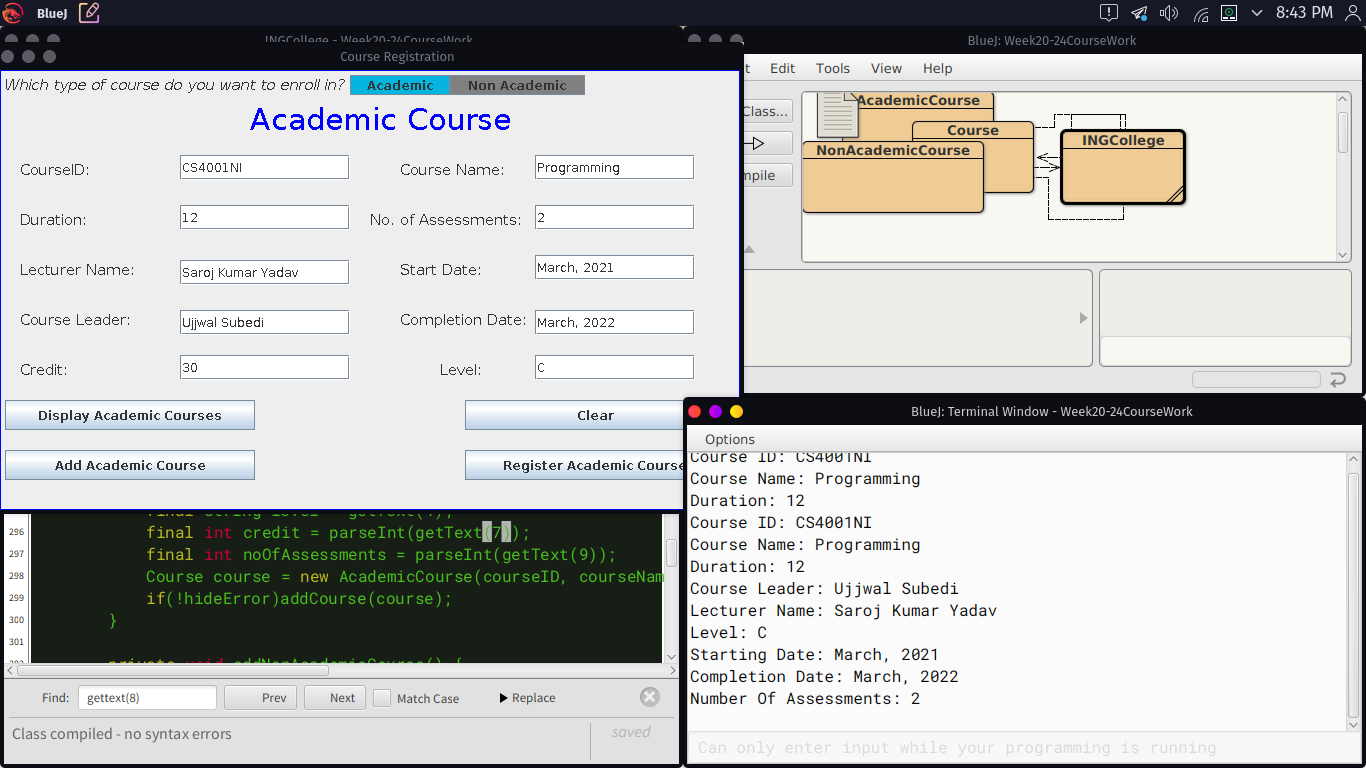 BlueJ
8:43 PM
INGCollege - Week20-24CourseWork
Course Registration
Which type of course do you want to enroll in? Academic Non Academic
Academic Course
CourseID: CS4001NI Course Name: Programming
Duration: 12 No. of Assessments: 2
Lecturer Name: Saroj Kumar Yadav Start Date: March, 2021
Course Leader: Ujjwal Subedi Completion Date: March, 2022
Credit: 30 Level: C
Display Academic Courses Clear
Add Academic Course Register Academic Course
296 final int credit = parseInt(getText(7));
297 final int noOfAssessments = parseInt(getText(9));
298 Course course = new AcademicCourse(courseID, courseNam
299 if(!hideError)addCourse(course);
300 }
301
Find: gettext(8) Prev Next Match Case Replace
Class compiled - no syntax errors saved
BlueJ: Week20-24CourseWork
t Edit Tools View Help
Class...
mpile
AcademicCourse
Course
NonAcademicCourse
INGCollege
BlueJ: Terminal Window - Week20-24CourseWork
Options
Course ID: CS4001NI
Course Name: Programming
Duration: 12
Course ID: CS4001NI
Course Name: Programming
Duration: 12
Course Leader: Ujjwal Subedi
Lecturer Name: Saroj Kumar Yadav
Level: C
Starting Date: March, 2021
Completion Date: March, 2022
Number Of Assessments: 2
Can only enter input while your programming is running